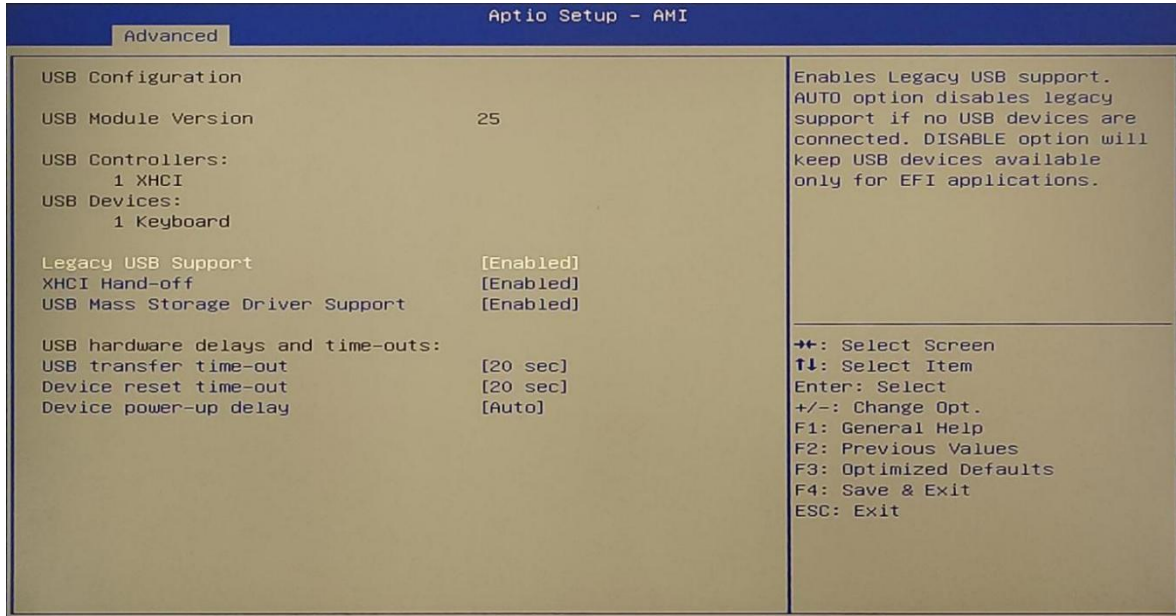 Aptio Setup - AMI
Advanced
USB Configuration
USB Module Version 25
USB Controllers:
1 XHCI
USB Devices:
1 Keyboard
Legacy USB Support [Enabled]
XHCI Hand-off [Enabled]
USB Mass Storage Driver Support [Enabled]
USB hardware delays and time-outs:
USB transfer time-out [20 sec]
Device reset time-out [20 sec]
Device power-up delay [Auto]
Enables Legacy USB support.
AUTO option disables legacy
support if no USB devices are
connected. DISABLE option will
keep USB devices available
only for EFI applications.
→←: Select Screen
↑↓: Select Item
Enter: Select
+/-: Change Opt.
F1: General Help
F2: Previous Values
F3: Optimized Defaults
F4: Save & Exit
ESC: Exit